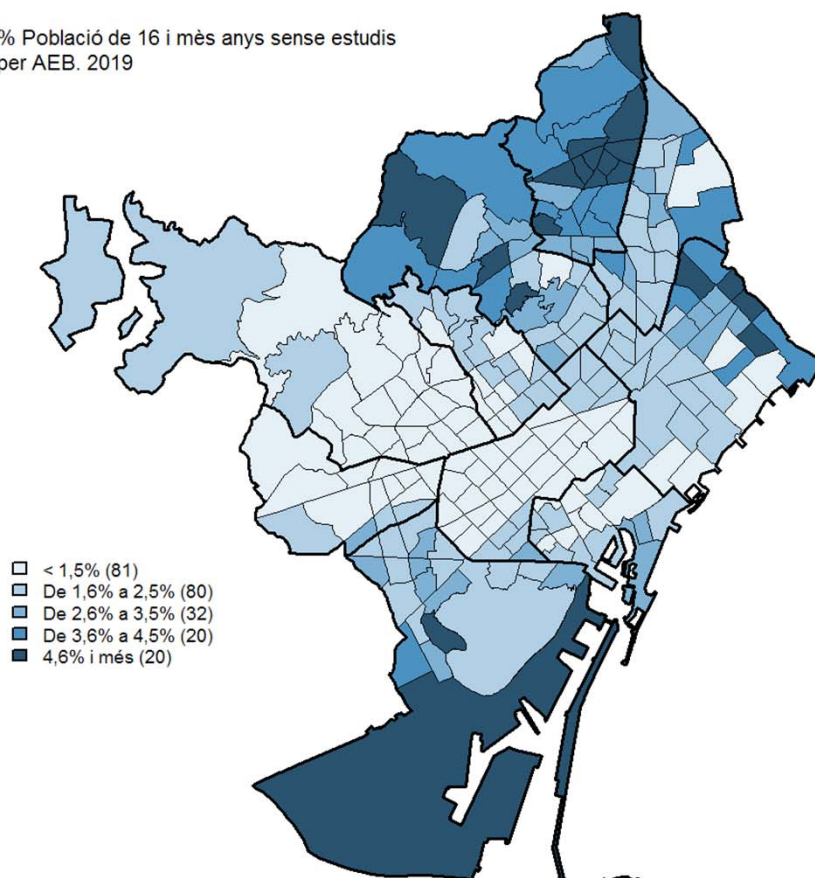 % Població de 16 i mès anys sense estudis
per AEB. 2019
< 1,5% (81)
De 1,6% a 2,5% (80)
De 2,6% a 3,5% (32)
De 3,6% a 4,5% (20)
4,6% i més (20)